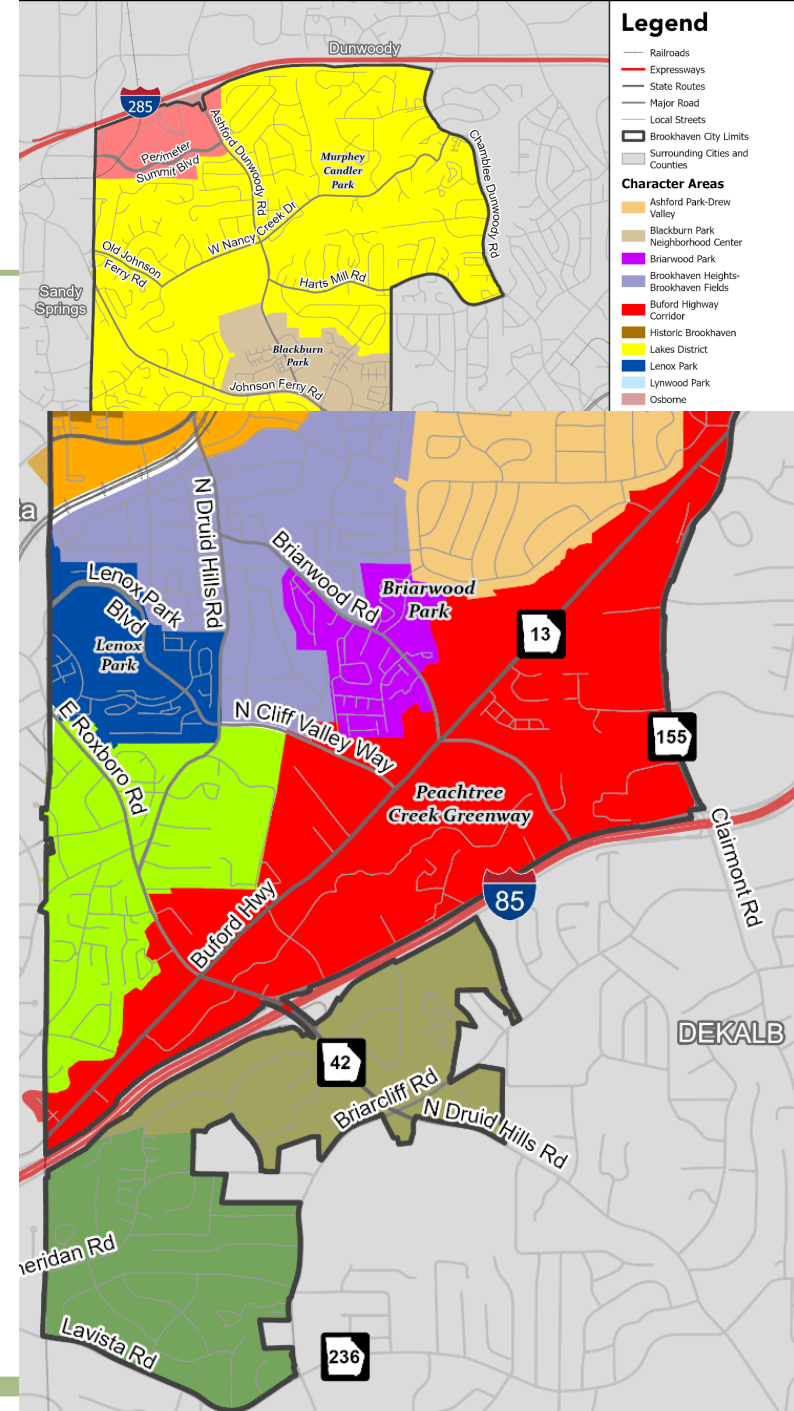 Dunwoody
285
Perimeter
Summit Blvd
Ashford Dunwoody Rd
Murphey
Candler
Park
Chamblee Dunwoody Rd
W Nancy Creek Dr
Old Johnson
Ferry Rd
Harts Mill Rd
Sandy
Springs
Blackburn
Park
Johnson Ferry Rd
Legend
Railroads
Expressways
State Routes
Major Road
Local Streets
Brookhaven City Limits
Surrounding Cities and
Counties
Character Areas
Ashford Park-Drew
Valley
Blackburn Park
Neighborhood Center
Briarwood Park
Brookhaven Heights-
Brookhaven Fields
Buford Highway
Corridor
Historic Brookhaven
Lakes District
Lenox Park
Lynwood Park
Osborne
ta
N Druid Hills Rd
Briarwood Rd
Lenox Park
Blvd
Briarwood
Park
Lenox
Park
13
E Roxboro Rd
N Cliff Valley Way
155
Peachtree
Creek Greenway
Clairmont Rd
85
Buford Hwy
DEKALB
42
Briarcliff Rd
N Druid Hills Rd
heridan Rd
Lavista Rd
236